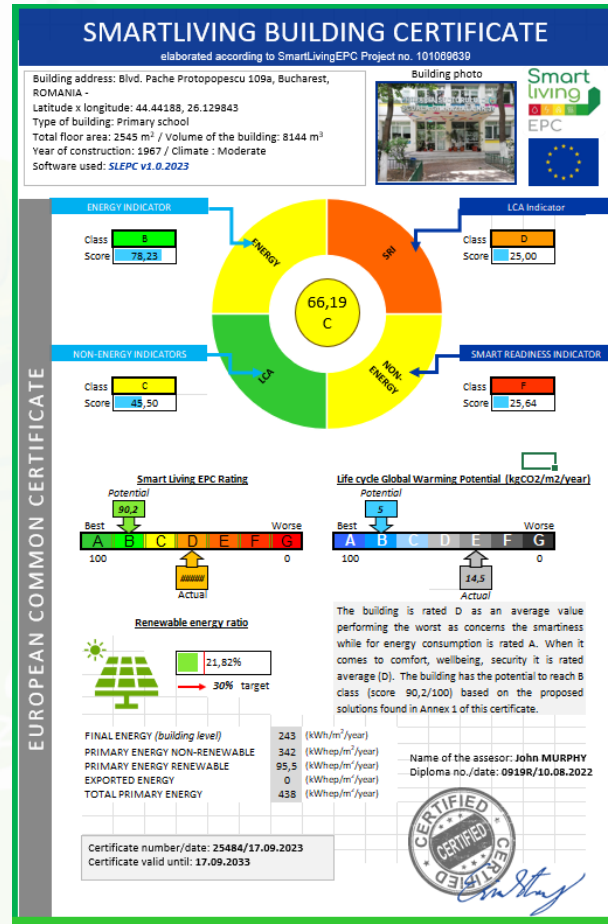 SMARTLIVING BUILDING CERTIFICATE
elaborated according to SmartLivingEPC Project no. 101069639
Building address: Blvd. Pache Protopopescu 109a, Bucharest,
ROMANIA -
Latitude x longitude: 44.44188, 26.129843
Type of building: Primary school
Total floor area: 2545 m² / Volume of the building: 8144 m³
Year of construction: 1967 / Climate : Moderate
Software used: SLEPC v1.0.2023
Building photo
Smart
living
EPC
EUROPEAN COMMON CERTIFICATE
ENERGY INDICATOR
Class B
Score 78,23
LCA Indicator
Class D
Score 25,00
ENERGY
SRI
66,19
C
LCA
NON-
ENERGY
NON-ENERGY INDICATORS
Class C
Score 45,50
SMART READINESS INDICATOR
Class F
Score 25,64
Smart Living EPC Rating
Potential
90,2
Best Worse
A B C D E F G
100 0
#####
Actual
Life cycle Global Warming Potential (kgCO2/m2/year)
Potential
5
Best Worse
A B C D E F G
100 0
14,5
Actual
Renewable energy ratio
21,82%
30% target
The building is rated D as an average value
performing the worst as concerns the smartiness
while for energy consumption is rated A. When it
comes to comfort, wellbeing, security it is rated
average (D). The building has the potential to reach B
class (score 90,2/100) based on the proposed
solutions found in Annex 1 of this certificate.
FINAL ENERGY (building level) 243 (kWh/m²/year)
PRIMARY ENERGY NON-RENEWABLE 342 (kWhep/m²/year)
PRIMARY ENERGY RENEWABLE 95,5 (kWhep/m²/year)
EXPORTED ENERGY 0 (kWhep/m²/year)
TOTAL PRIMARY ENERGY 438 (kWhep/m²/year)
Name of the assesor: John MURPHY
Diploma no./date: 0919R/10.08.2022
CERTIFIED
CERTIFIED
CERTIFIED
Certificate number/date: 25484/17.09.2023
Certificate valid until: 17.09.2033